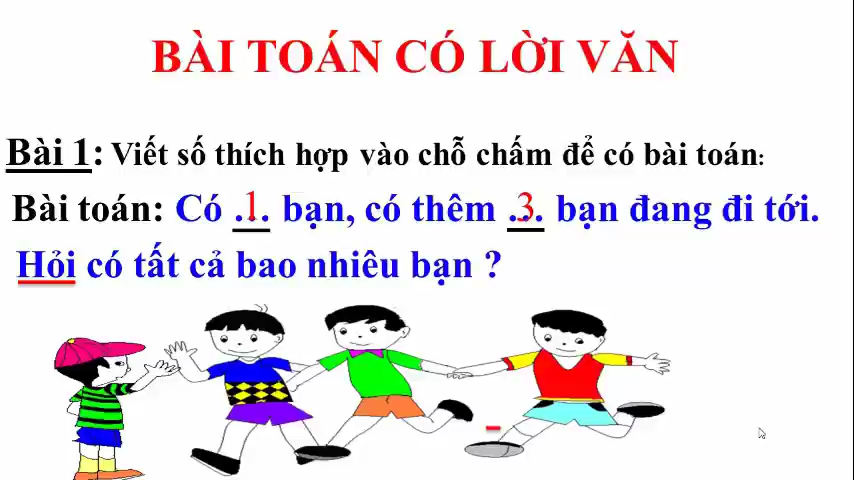 BÀI TOÁN CÓ LỜI VĂN
Bài 1: Viết số thích hợp vào chỗ chấm để có bài toán:
Bài toán: Có .1. bạn, có thêm .3. bạn đang đi tới.
Hỏi có tất cả bao nhiêu bạn ?